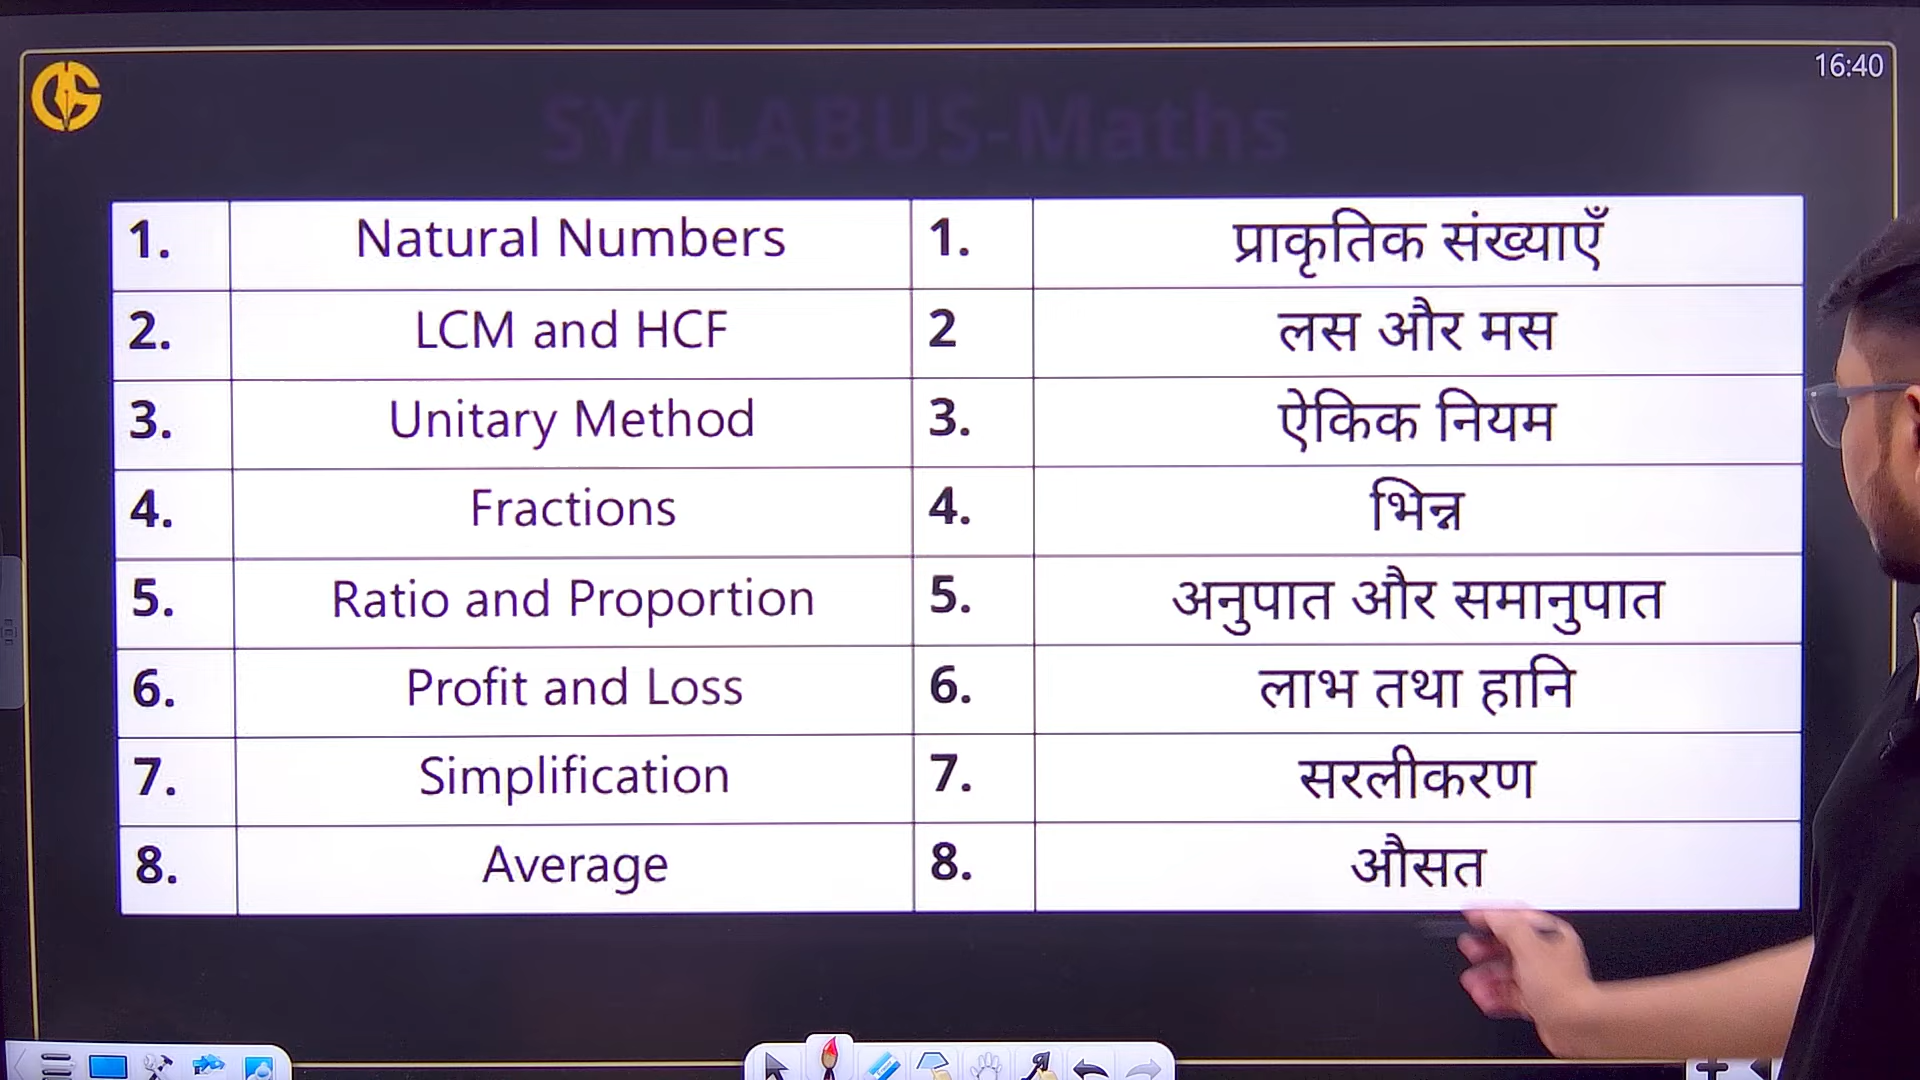 16:40
SYLLABUS-Maths
1. Natural Numbers 1. प्राकृतिक संख्याएँ
2. LCM and HCF 2 लस और मस
3. Unitary Method 3. ऐकिक नियम
4. Fractions 4. भिन्न
5. Ratio and Proportion 5. अनुपात और समानुपात
6. Profit and Loss 6. लाभ तथा हानि
7. Simplification 7. सरलीकरण
8. Average 8. औसत